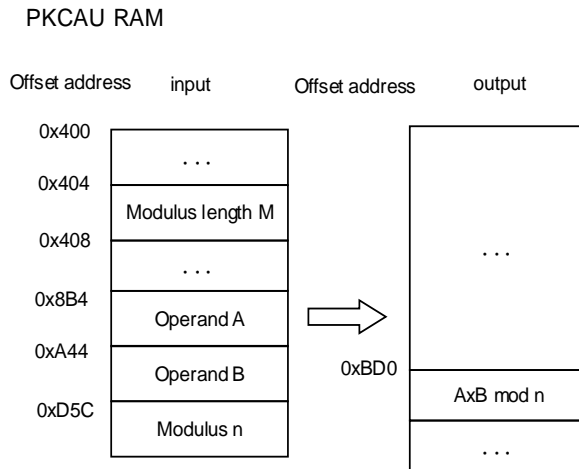 PKCAU RAM
Offset address input Offset address output
0x400
. . .
0x404
Modulus length M
0x408
. . .
0x8B4
Operand A
0xA44
Operand B
0xD5C
Modulus n
. . .
0xBD0
AxB mod n
. . .